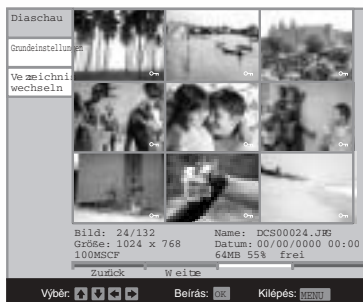 Diaschau
Grundeinstellungen
Verzeichnis
wechseln
Bild: 24/132
Name: DCS00024.JPG
Größe: 1024 x 768
Datum: 00/00/0000 00:00
100MSCF
64MB 55% frei
Zurück
Weiter
Výběr:
Beírás: OK
Kilépés: MENU